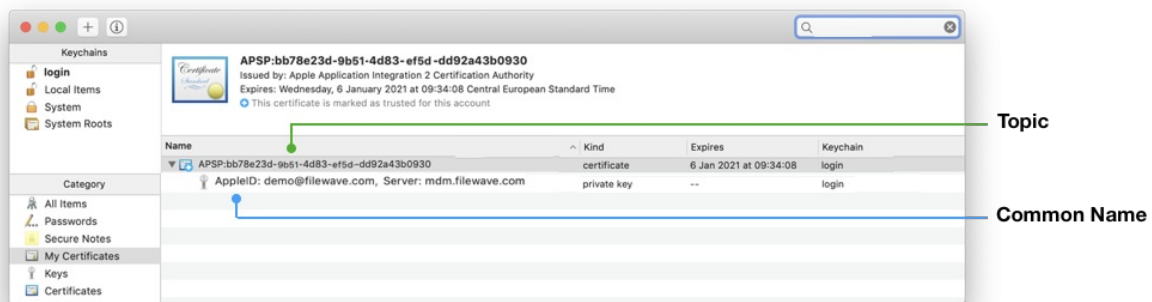 Keychains
login
Local Items
System
System Roots
Certificate
Standard
APSP:bb78e23d-9b51-4d83-ef5d-dd92a43b0930
Issued by: Apple Application Integration 2 Certification Authority
Expires: Wednesday, 6 January 2021 at 09:34:08 Central European Standard Time
This certificate is marked as trusted for this account
Topic
Name Kind Expires Keychain
APSP:bb78e23d-9b51-4d83-ef5d-dd92a43b0930 certificate 6 Jan 2021 at 09:34:08 login
AppleID: demo@filewave.com, Server: mdm.filewave.com private key -- login
Common Name
Category
All Items
Passwords
Secure Notes
My Certificates
Keys
Certificates